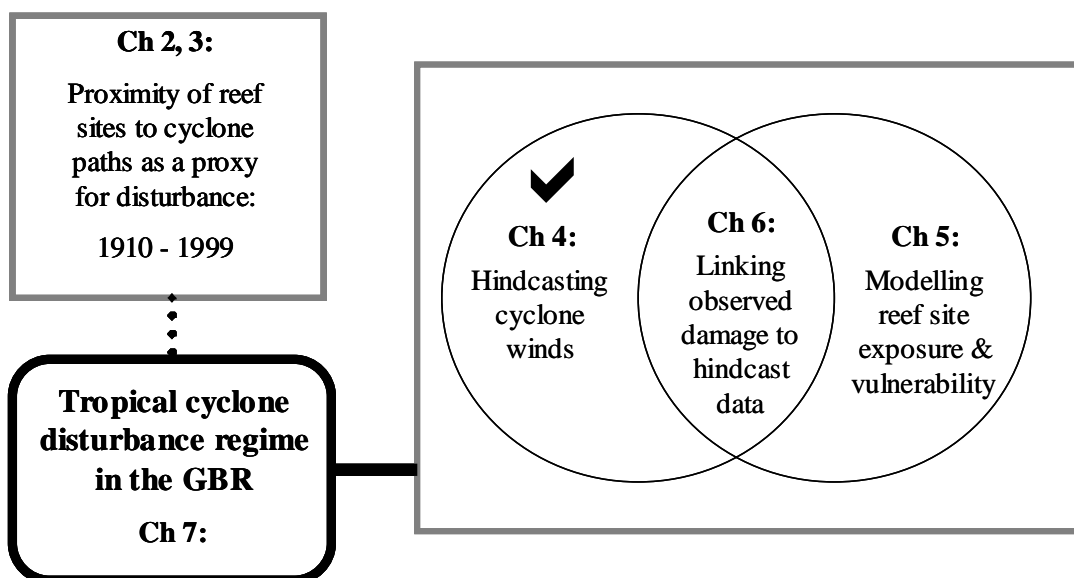 Ch 2, 3:
Proximity of reef
sites to cyclone
paths as a proxy
for disturbance:
1910 - 1999
Tropical cyclone
disturbance regime
in the GBR
Ch 7:
Ch 4:
Hindcasting
cyclone
winds
Ch 6:
Linking
observed
damage to
hindcast
data
Ch 5:
Modelling
reef site
exposure &
vulnerability